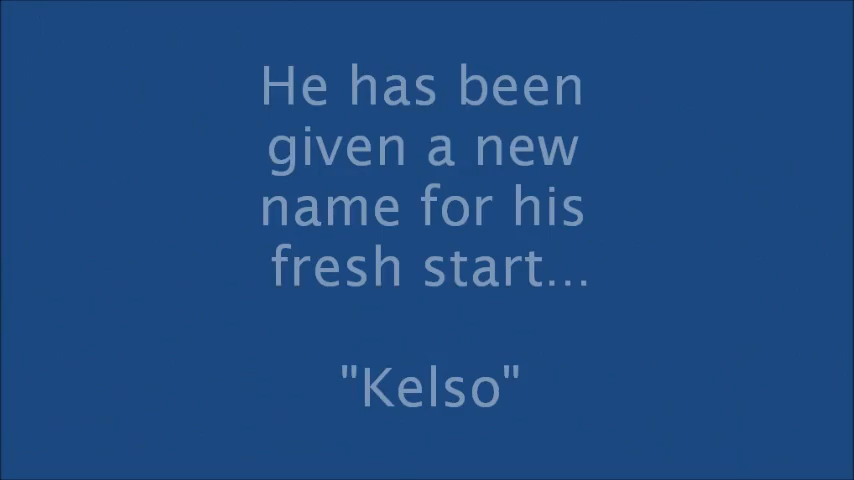 He has been
given a new
name for his
fresh start...
"Kelso"